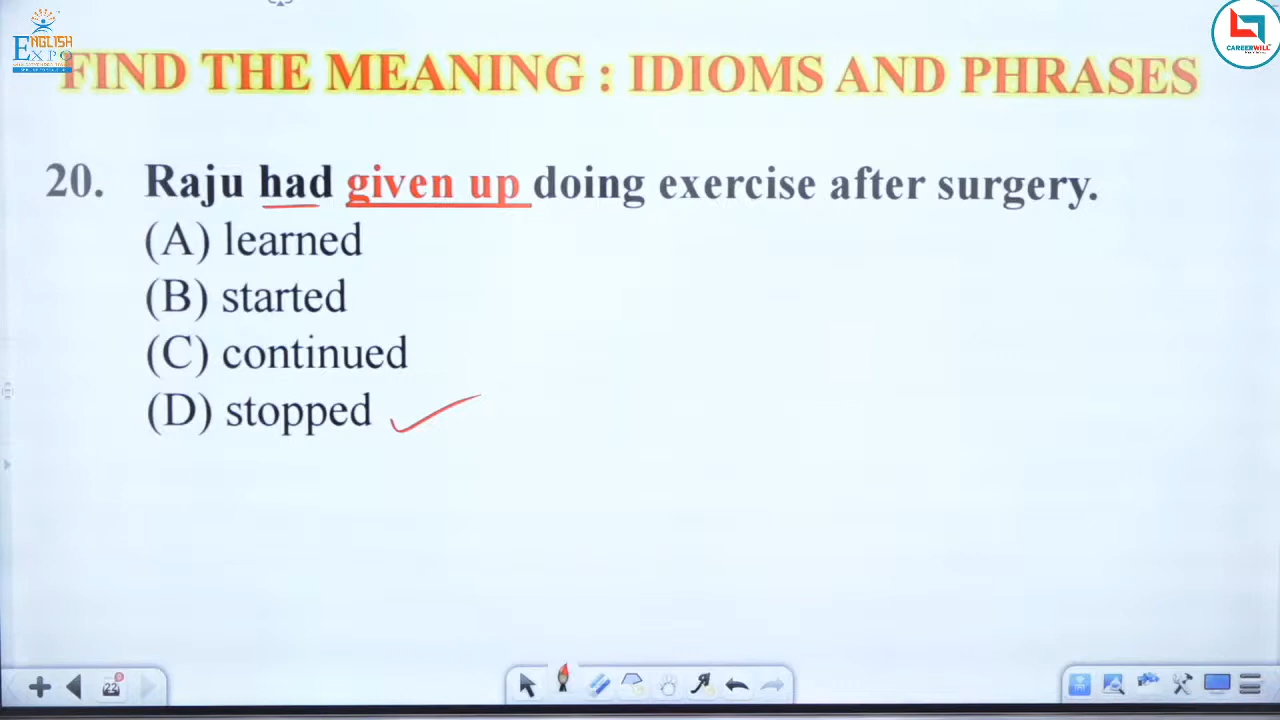 ENGLISH
EXPO
CAREERWILL
FIND THE MEANING : IDIOMS AND PHRASES
20. Raju had given up doing exercise after surgery.
(A) learned
(B) started
(C) continued
(D) stopped
22